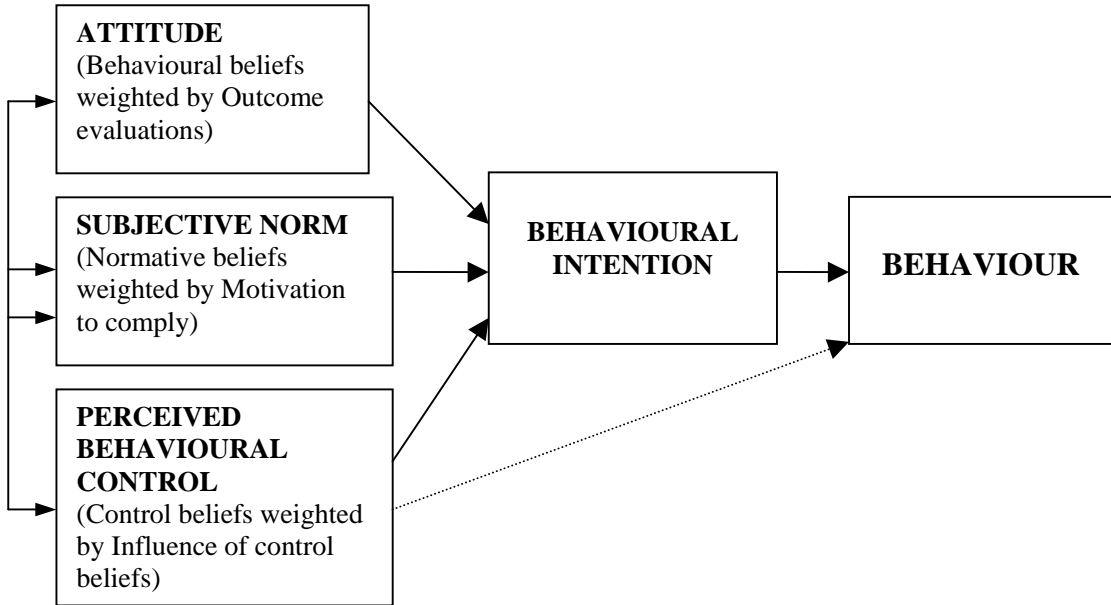 ATTITUDE
(Behavioural beliefs
weighted by Outcome
evaluations)
SUBJECTIVE NORM
(Normative beliefs
weighted by Motivation
to comply)
PERCEIVED
BEHAVIOURAL
CONTROL
(Control beliefs weighted
by Influence of control
beliefs)
BEHAVIOURAL
INTENTION
BEHAVIOUR